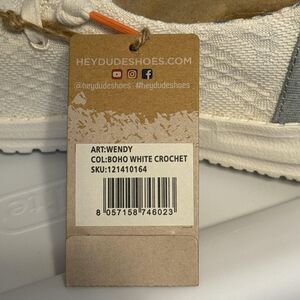 HEYDUDESHOES.COM
@heydudeshoes #heydudeshoes
ART:WENDY
COL:BOHO WHITE CROCHET
SKU:121410164
8 057158 746023